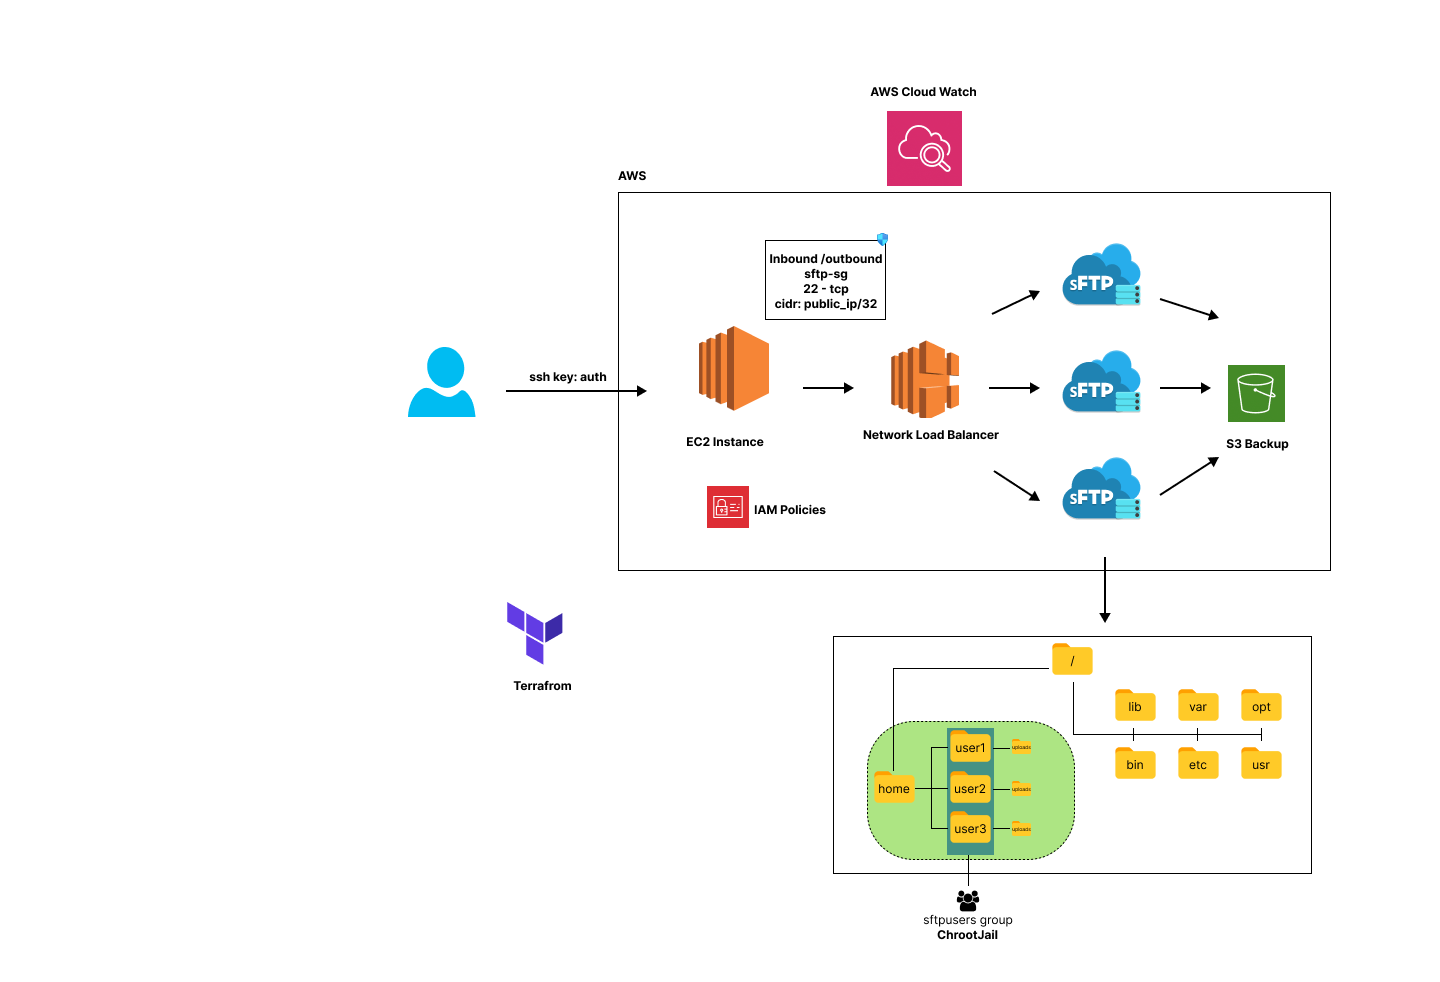 AWS Cloud Watch
AWS
Inbound /outbound
sftp-sg
22 - tcp
cidr: public_ip/32
sFTP
ssh key: auth
sFTP
EC2 Instance
Network Load Balancer
S3 Backup
sFTP
IAM Policies
Terrafrom
/
lib
var
opt
user1
uploads
bin
etc
usr
home
user2
uploads
user3
uploads
sftpusers group
ChrootJail